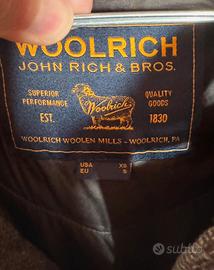 WOOLRICH
JOHN RICH & BROS.
SUPERIOR PERFORMANCE
QUALITY GOODS
EST.
Woolrich
1830
WOOLRICH WOOLEN MILLS - WOOLRICH, PA
USA XS
EU S
subito